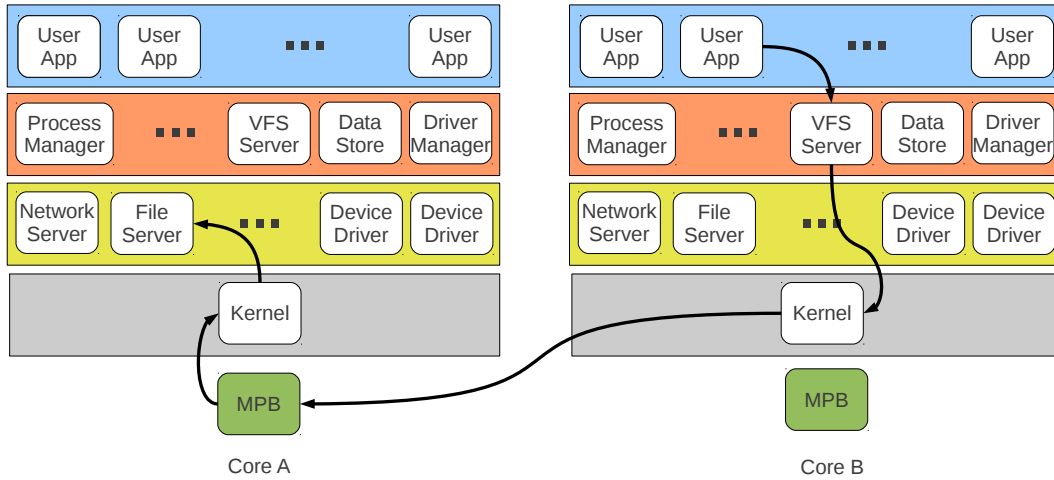 User
App
User
App
User
App
Process
Manager
VFS
Server
Data
Store
Driver
Manager
Network
Server
File
Server
Device
Driver
Device
Driver
Kernel
MPB
Core A
User
App
User
App
User
App
Process
Manager
VFS
Server
Data
Store
Driver
Manager
Network
Server
File
Server
Device
Driver
Device
Driver
Kernel
MPB
Core B